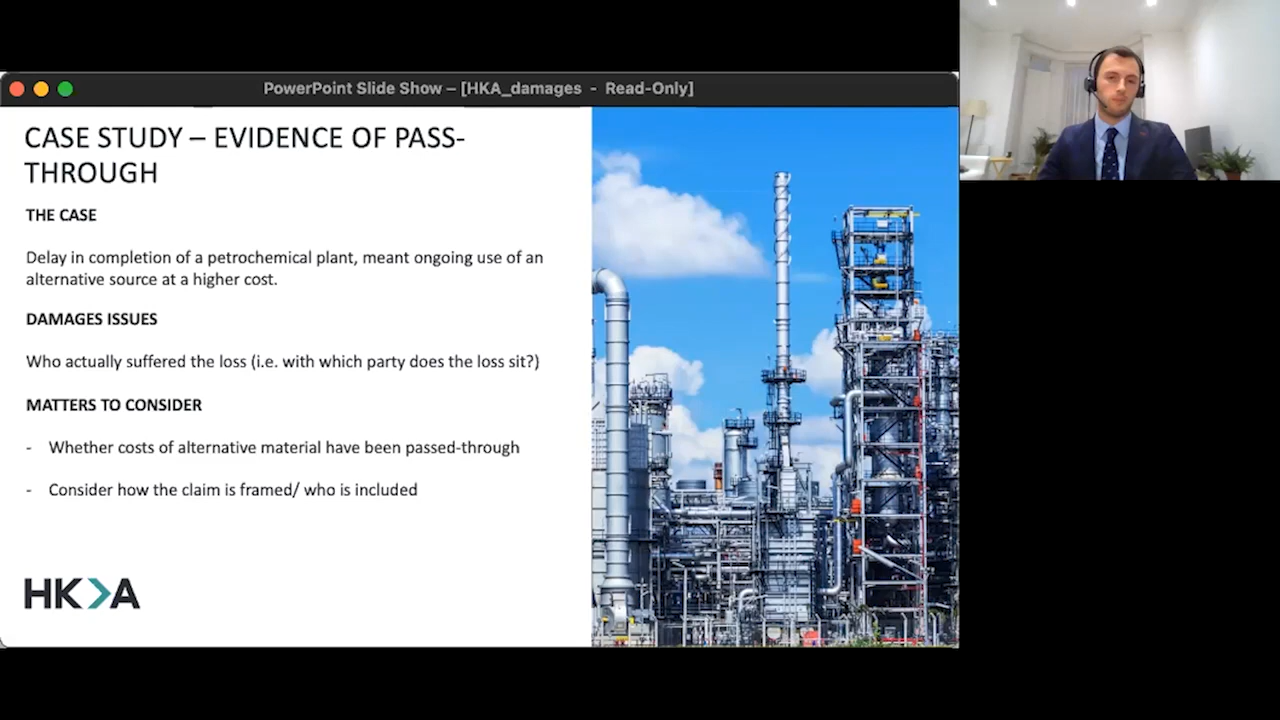 PowerPoint Slide Show – [HKA_damages - Read-Only]
CASE STUDY – EVIDENCE OF PASS-
THROUGH
THE CASE
Delay in completion of a petrochemical plant, meant ongoing use of an
alternative source at a higher cost.
DAMAGES ISSUES
Who actually suffered the loss (i.e. with which party does the loss sit?)
MATTERS TO CONSIDER
- Whether costs of alternative material have been passed-through
- Consider how the claim is framed/ who is included
HKA